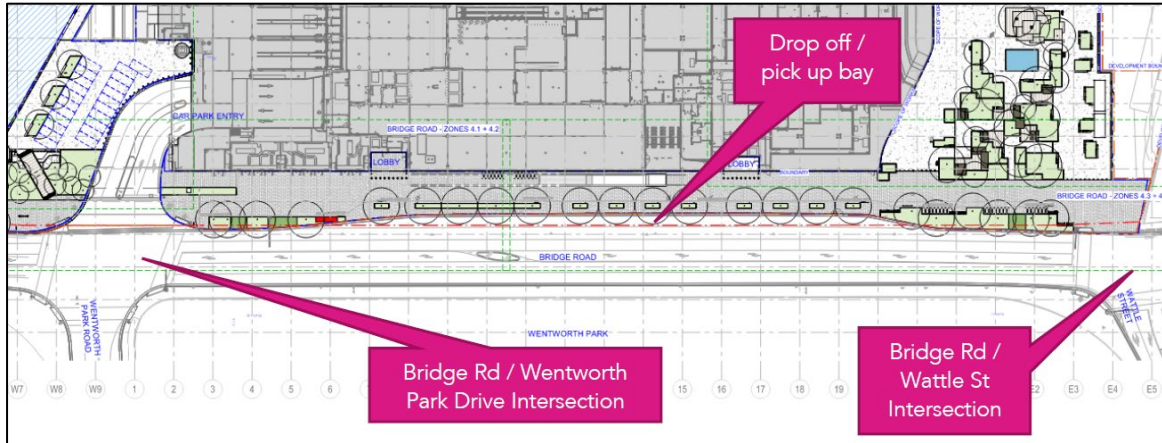 Drop off /
pick up bay
DEVELOPMENT BOUN
CAR PARK ENTRY
BRIDGE ROAD - ZONES 4.1 + 4.2
LOBBY
LOBBY
BOUNDARY
BRIDGE ROAD - ZONES 4.3 + 4
BRIDGE ROAD
WENTWORTH
PARK ROAD
WATTLE
STREET
WENTWORTH PARK
Bridge Rd / Wentworth
Park Drive Intersection
Bridge Rd /
Wattle St
Intersection
W7 W8 W9 1 2 3 4 5 6 15 16 17 18 19 E2 E3 E4 E5